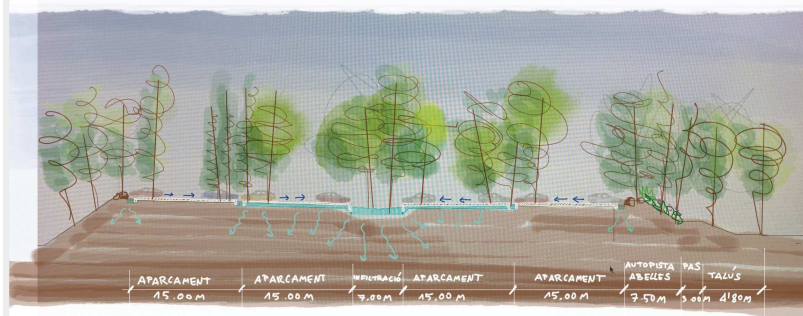 APARCAMENT
15.00M
APARCAMENT
15.00M
INFILTRACIÓ
7.00M
APARCAMENT
15.00M
APARCAMENT
15.00M
AUTOPISTA
ABELLES
7.50M
PAS
3.00M
TALÚS
4'80M